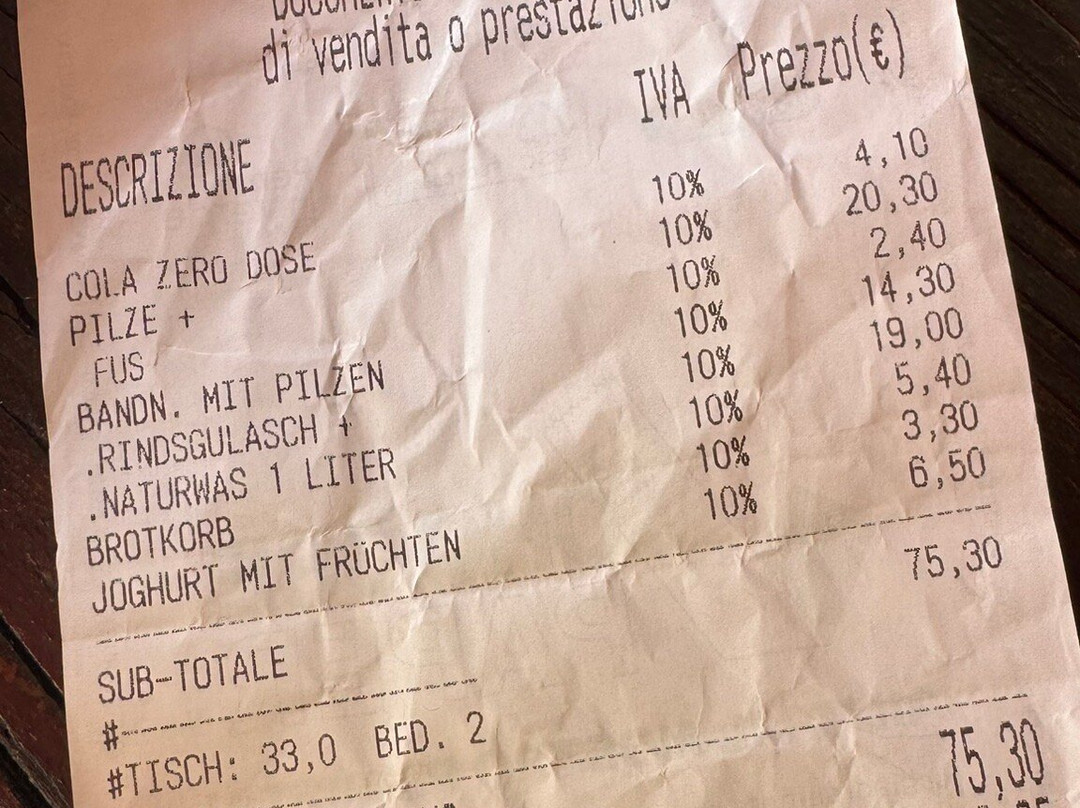 di vendita o prestazione
DESCRIZIONE IVA Prezzo(€)
COLA ZERO DOSE 10% 4,10
PILZE + 10% 20,30
FUS 10% 2,40
BANDN. MIT PILZEN 10% 14,30
.RINDSGULASCH + 10% 19,00
.NATURWAS 1 LITER 10% 5,40
BROTKORB 10% 3,30
JOGHURT MIT FRÜCHTEN 10% 6,50
SUB-TOTALE 75,30
#
#TISCH: 33,0 BED. 2
75,30